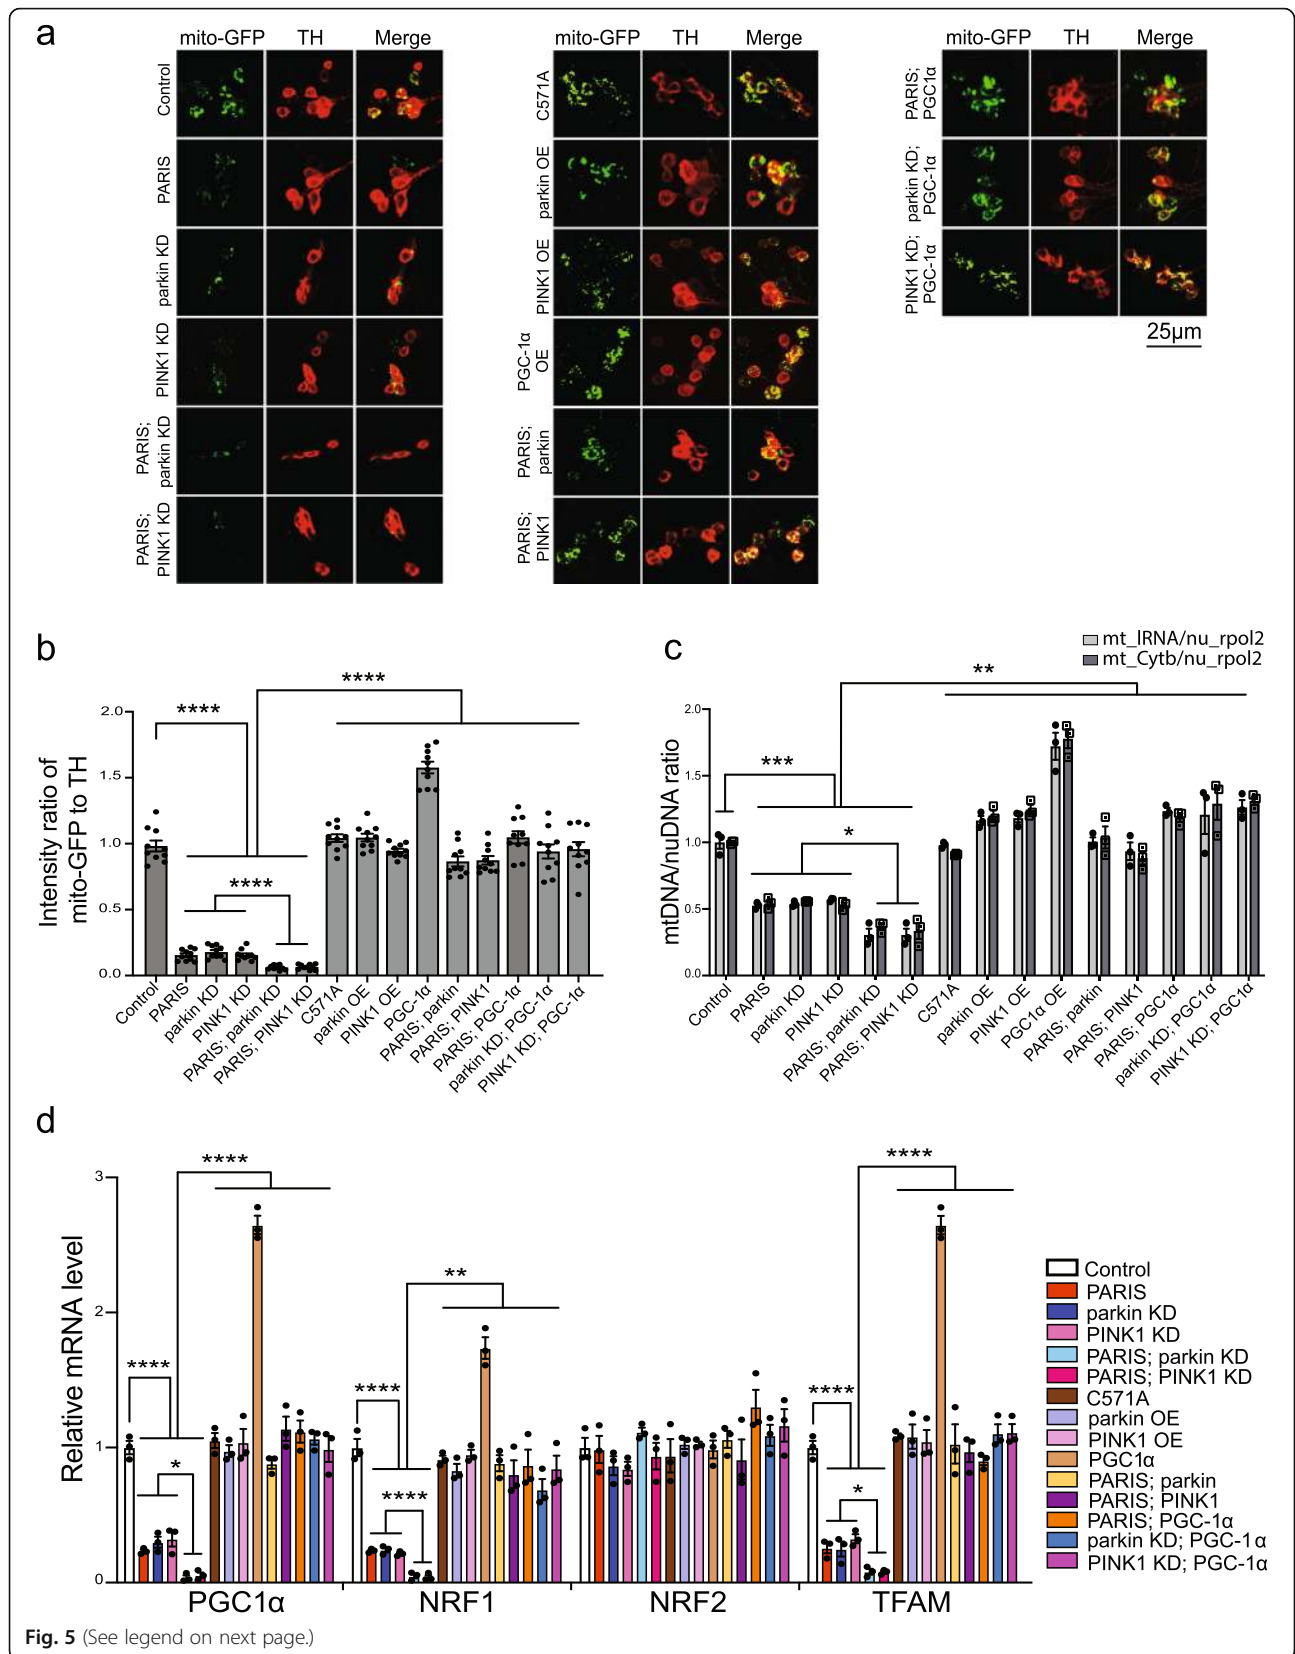 a
mito-GFP TH Merge
Control
PARIS
parkin KD
PINK1 KD
PARIS;
parkin KD
PARIS;
PINK1 KD
mito-GFP TH Merge
C571A
parkin OE
PINK1 OE
PGC-1α
OE
PARIS;
parkin
PARIS;
PINK1
mito-GFP TH Merge
PARIS;
PGC1α
parkin KD;
PGC-1α
PINK1 KD;
PGC-1α
25μm
b
Intensity ratio of
mito-GFP to TH
2.0
1.5
1.0
0.5
0.0
****
****
****
Control
PARIS
parkin KD
PINK1 KD
PARIS; parkin KD
PARIS; PINK1 KD
C571A
parkin OE
PINK1 OE
PGC-1α
PARIS; parkin
PARIS; PINK1
PARIS; PGC-1α
parkin KD; PGC-1α
PINK1 KD; PGC-1α
c
mt_lRNA/nu_rpol2
mt_Cytb/nu_rpol2
mtDNA/nuDNA ratio
2.0
1.5
1.0
0.5
0.0
**
***
*
Control
PARIS
parkin KD
PINK1 KD
PARIS; parkin KD
PARIS; PINK1 KD
C571A
parkin OE
PINK1 OE
PGC1α OE
PARIS; parkin
PARIS; PINK1
PARIS; PGC1α
parkin KD; PGC1α
PINK1 KD; PGC1α
d
Relative mRNA level
3
2
1
0
****
****
*
**
****
****
****
****
*
PGC1α NRF1 NRF2 TFAM
Control
PARIS
parkin KD
PINK1 KD
PARIS; parkin KD
PARIS; PINK1 KD
C571A
parkin OE
PINK1 OE
PGC1α
PARIS; parkin
PARIS; PINK1
PARIS; PGC-1α
parkin KD; PGC-1α
PINK1 KD; PGC-1α
Fig. 5 (See legend on next page.)